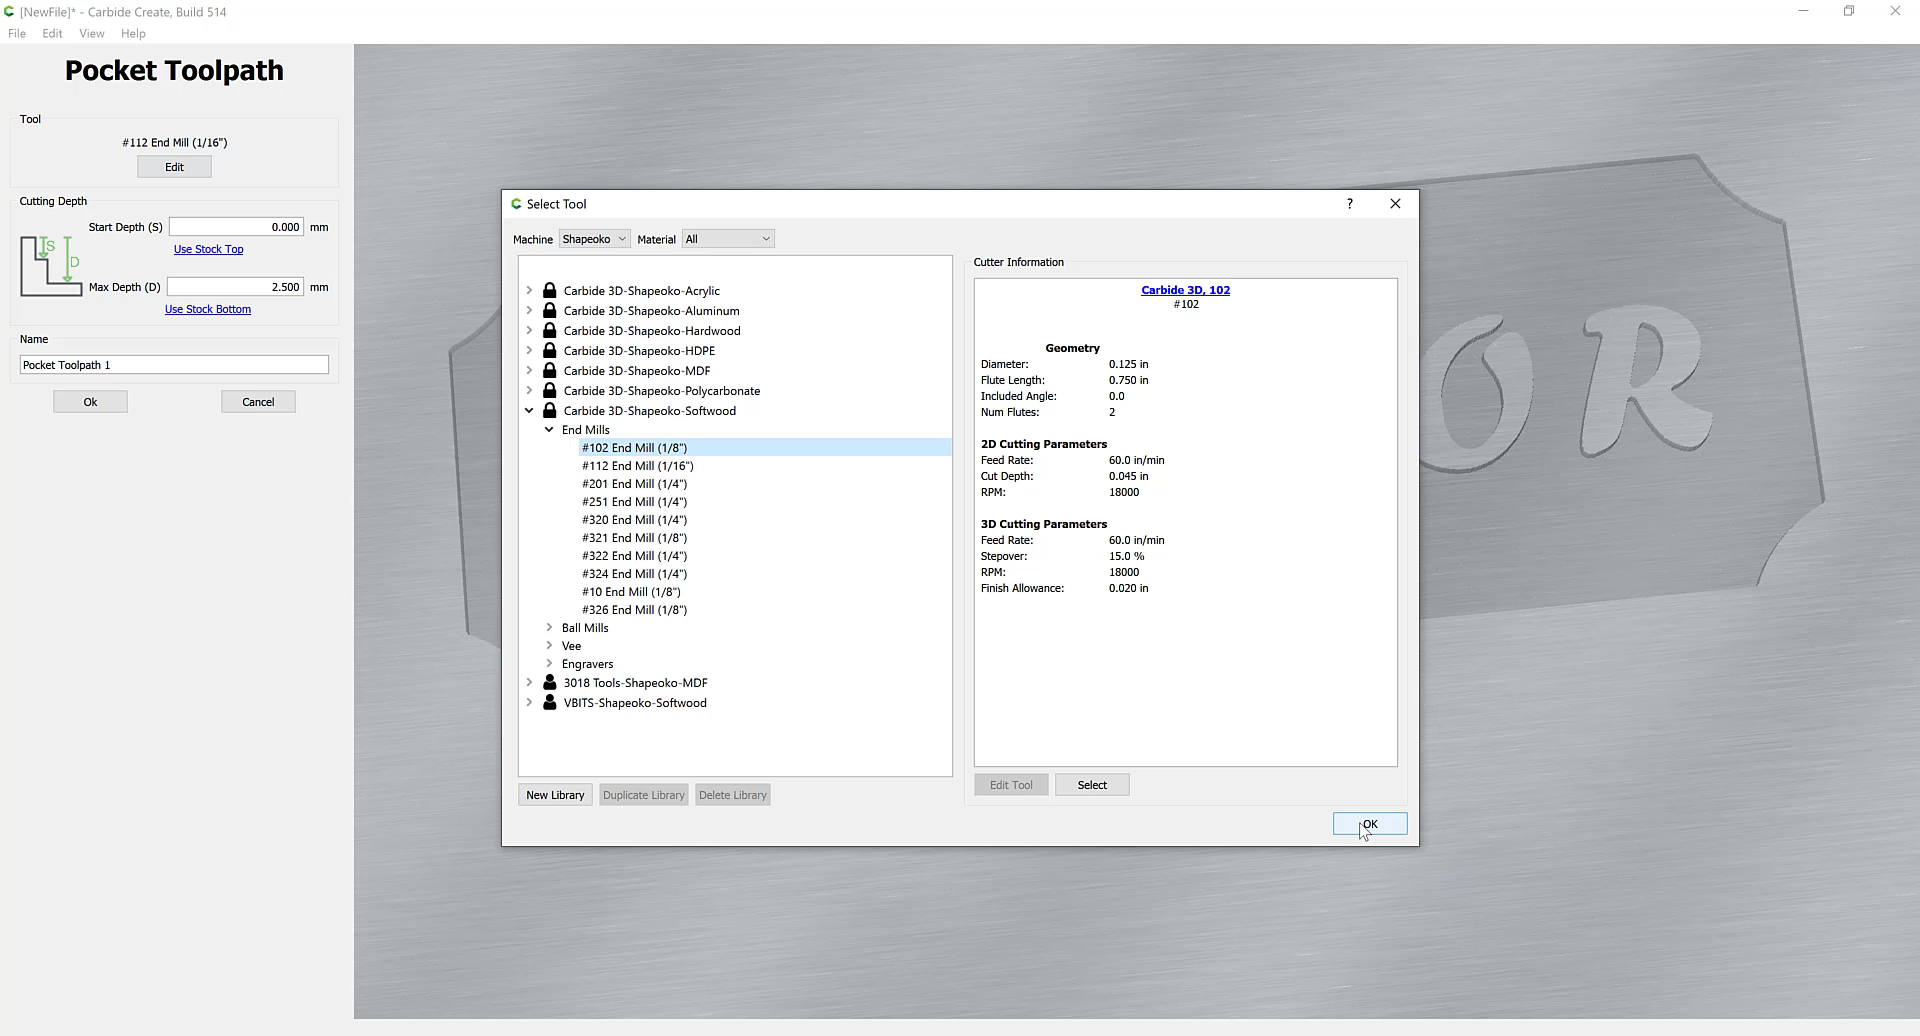 [NewFile]* - Carbide Create, Build 514
File Edit View Help
Pocket Toolpath
Tool
#112 End Mill (1/16")
Edit
Cutting Depth
Start Depth (S) 0.000 mm
Use Stock Top
S
D
Max Depth (D) 2.500 mm
Use Stock Bottom
Name
Pocket Toolpath 1
Ok Cancel
Select Tool ?
Machine Shapeoko Material All
Carbide 3D-Shapeoko-Acrylic
Carbide 3D-Shapeoko-Aluminum
Carbide 3D-Shapeoko-Hardwood
Carbide 3D-Shapeoko-HDPE
Carbide 3D-Shapeoko-MDF
Carbide 3D-Shapeoko-Polycarbonate
Carbide 3D-Shapeoko-Softwood
End Mills
#102 End Mill (1/8")
#112 End Mill (1/16")
#201 End Mill (1/4")
#251 End Mill (1/4")
#320 End Mill (1/4")
#321 End Mill (1/8")
#322 End Mill (1/4")
#324 End Mill (1/4")
#10 End Mill (1/8")
#326 End Mill (1/8")
Ball Mills
Vee
Engravers
3018 Tools-Shapeoko-MDF
VBITS-Shapeoko-Softwood
New Library Duplicate Library Delete Library
Cutter Information
Carbide 3D, 102
#102
Geometry
Diameter: 0.125 in
Flute Length: 0.750 in
Included Angle: 0.0
Num Flutes: 2
2D Cutting Parameters
Feed Rate: 60.0 in/min
Cut Depth: 0.045 in
RPM: 18000
3D Cutting Parameters
Feed Rate: 60.0 in/min
Stepover: 15.0 %
RPM: 18000
Finish Allowance: 0.020 in
Edit Tool Select
OK
OR